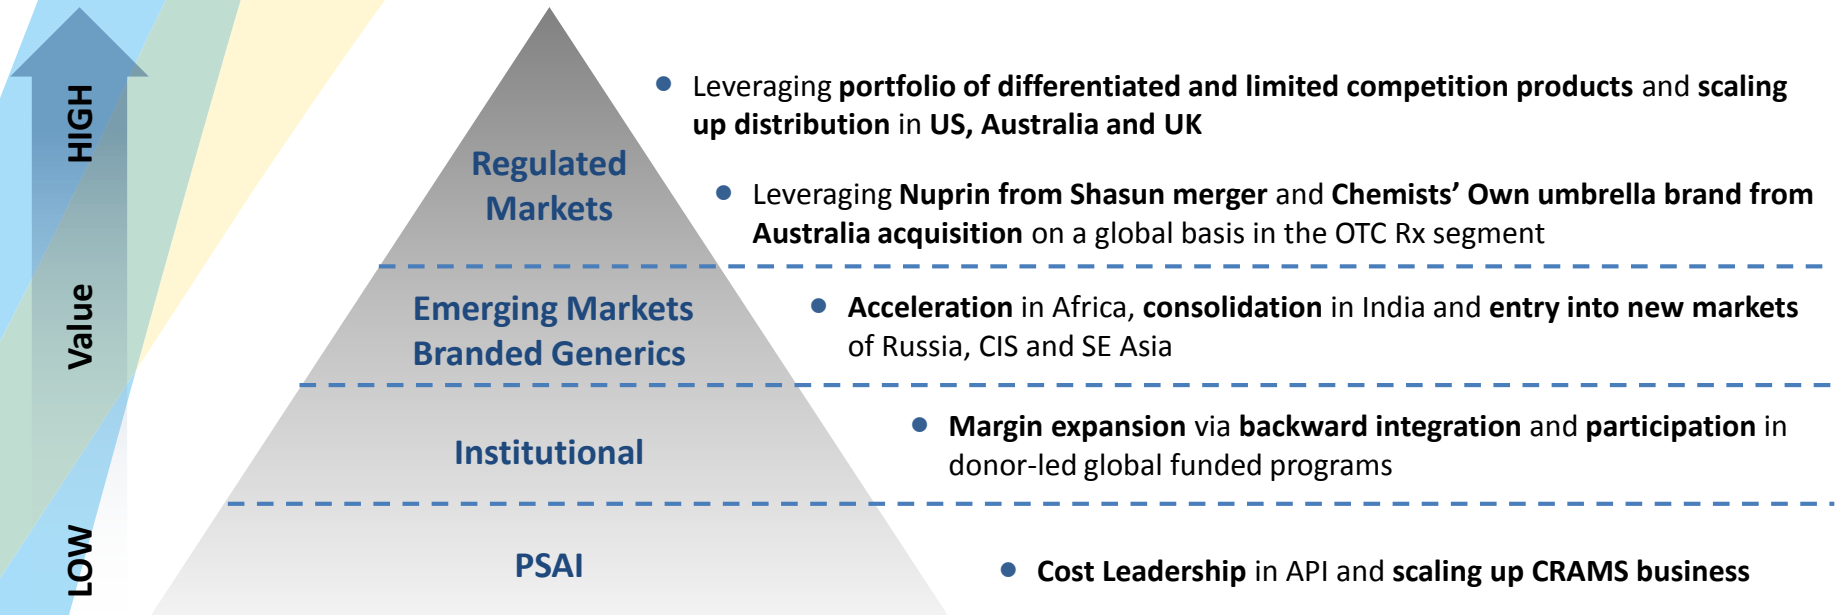 HIGH
Value
LOW
Regulated
Markets
• Leveraging portfolio of differentiated and limited competition products and scaling
up distribution in US, Australia and UK
• Leveraging Nuprin from Shasun merger and Chemists’ Own umbrella brand from
Australia acquisition on a global basis in the OTC Rx segment
Emerging Markets
Branded Generics
• Acceleration in Africa, consolidation in India and entry into new markets
of Russia, CIS and SE Asia
Institutional
• Margin expansion via backward integration and participation in
donor-led global funded programs
PSAI
• Cost Leadership in API and scaling up CRAMS business